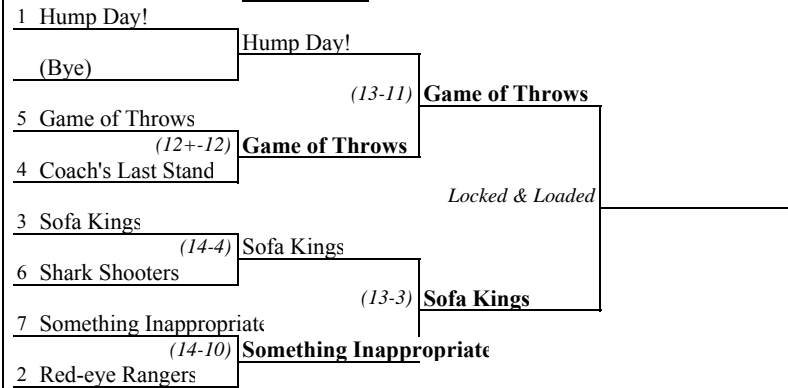 1 Hump Day!
Hump Day!
(Bye)
(13-11) Game of Throws
5 Game of Throws
(12+-12) Game of Throws
4 Coach's Last Stand
Locked & Loaded
3 Sofa Kings
(14-4) Sofa Kings
6 Shark Shooters
(13-3) Sofa Kings
7 Something Inappropriate
(14-10) Something Inappropriate
2 Red-eye Rangers